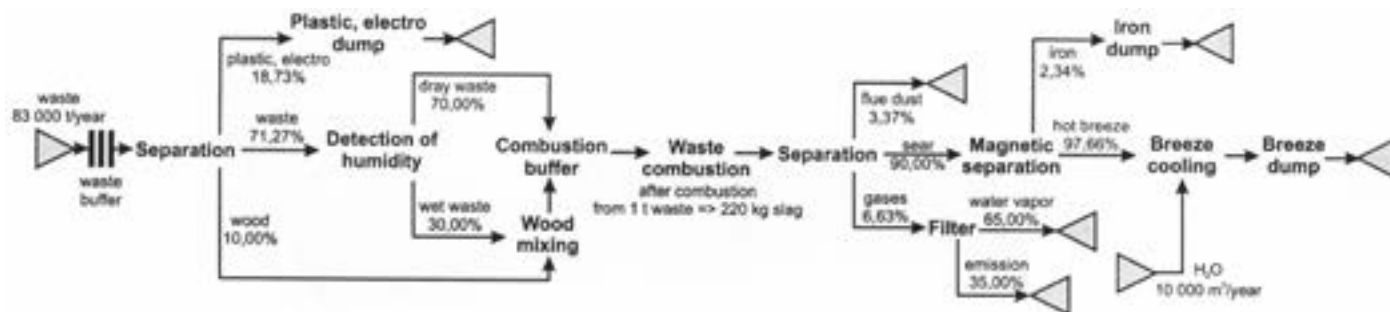 Plastic, electro
dump
plastic, electro
18,73%
waste
83 000 t/year
waste
buffer
Separation
waste
71,27%
wood
10,00%
Detection of
humidity
dray waste
70,00%
wet waste
30,00%
Combustion
buffer
Wood
mixing
Waste
combustion
after combustion
from 1 t waste => 220 kg slag
Separation
flue dust
3,37%
sear
90,00%
gases
6,63%
Magnetic
separation
iron
2,34%
Iron
dump
hot breeze
97,66%
Breeze
cooling
Breeze
dump
Filter
water vapor
65,00%
emission
35,00%
H₂O
10 000 m³/year